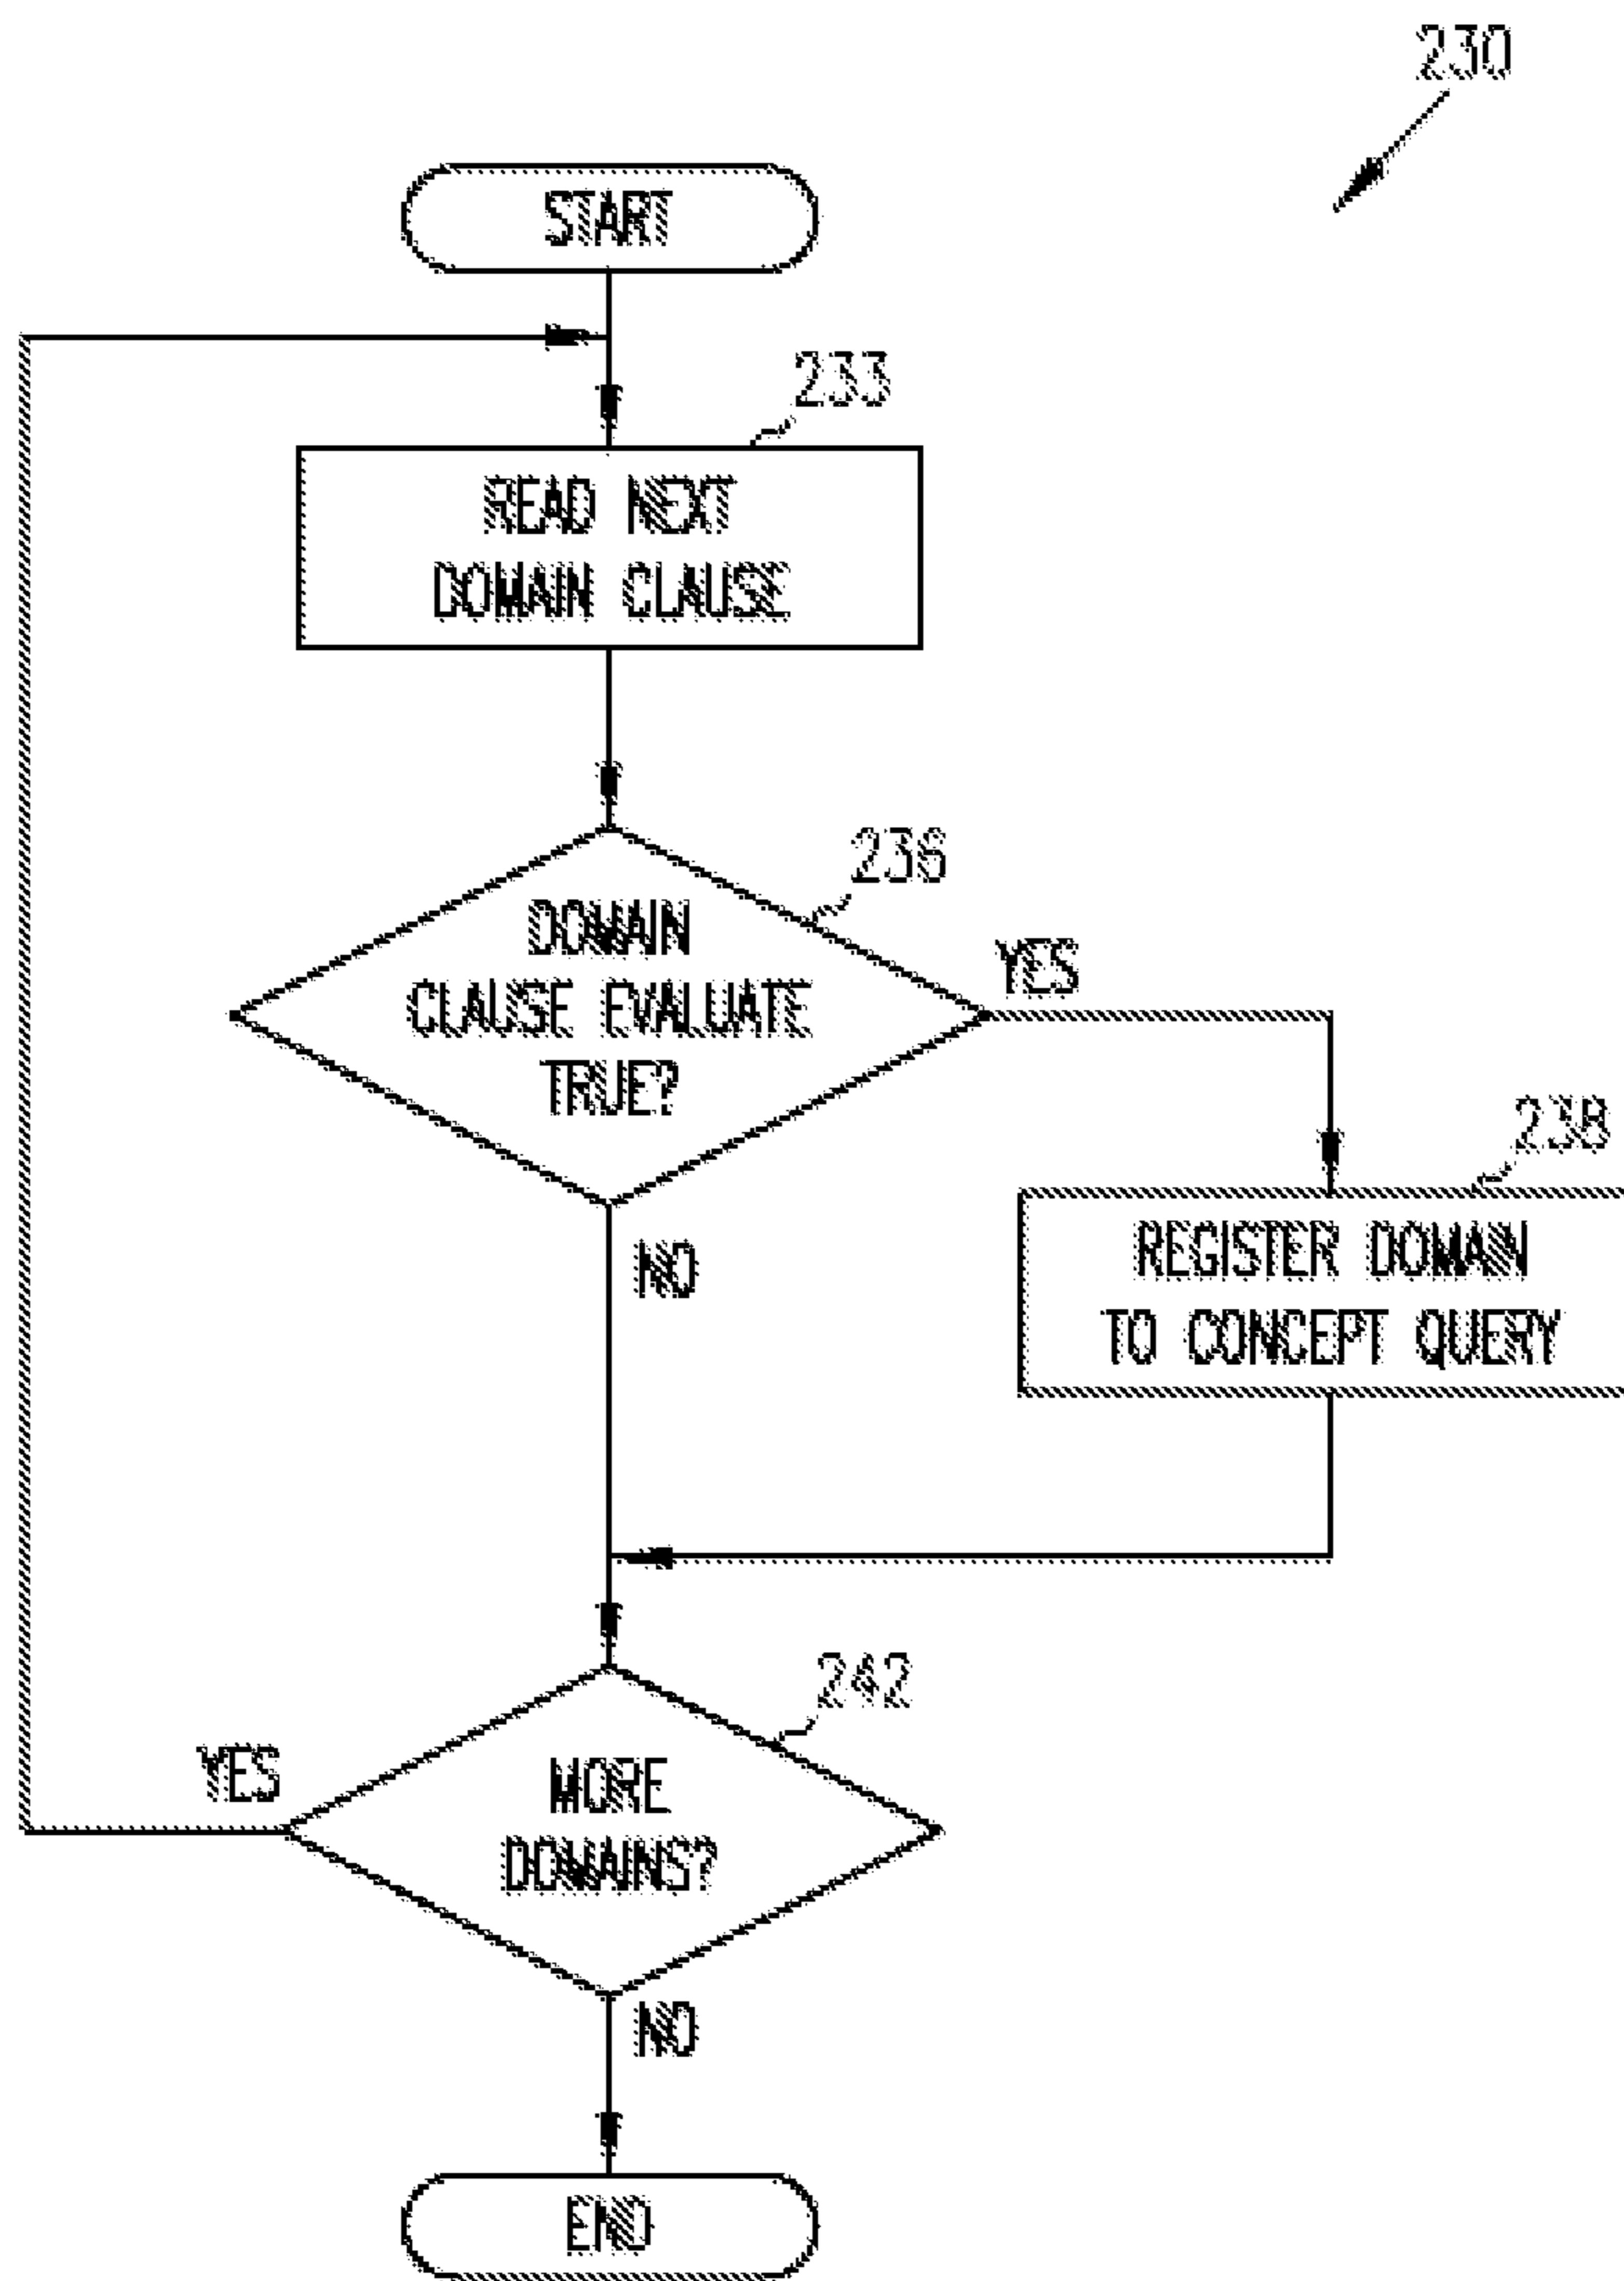 230
START
233
READ NEXT
DOMAIN CLAUSE
236
DOMAIN
CLAUSE EVALUATE
TRUE?
YES
NO
238
REGISTER DOMAIN
TO CONCEPT QUERY
242
YES
MORE
DOMAINS?
NO
END